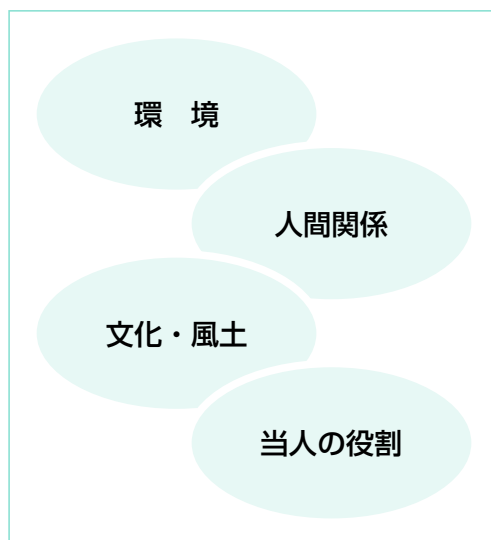 環　境
人間関係
文化・風土
当人の役割